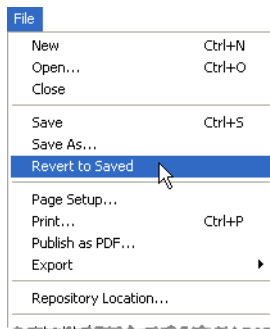 File
New Ctrl+N
Open... Ctrl+O
Close
Save Ctrl+S
Save As...
Revert to Saved
Page Setup...
Print... Ctrl+P
Publish as PDF...
Export
Repository Location...